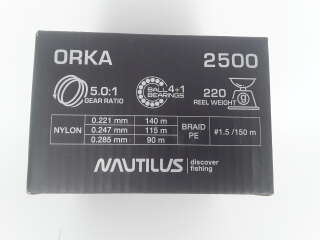 ORKA 2500
5.0:1 GEAR RATIO
BALL 4+1 BEARINGS
220 REEL WEIGHT g
NYLON
0.221 mm 140 m
0.247 mm 115 m
0.285 mm 90 m
BRAID PE #1.5 /150 m
NAUTILUS discover fishing